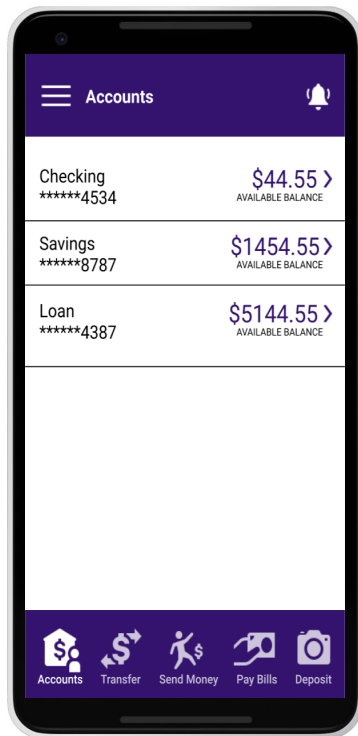 Accounts
Checking
******4534
$44.55
AVAILABLE BALANCE
Savings
******8787
$1454.55
AVAILABLE BALANCE
Loan
******4387
$5144.55
AVAILABLE BALANCE
Accounts Transfer Send Money Pay Bills Deposit